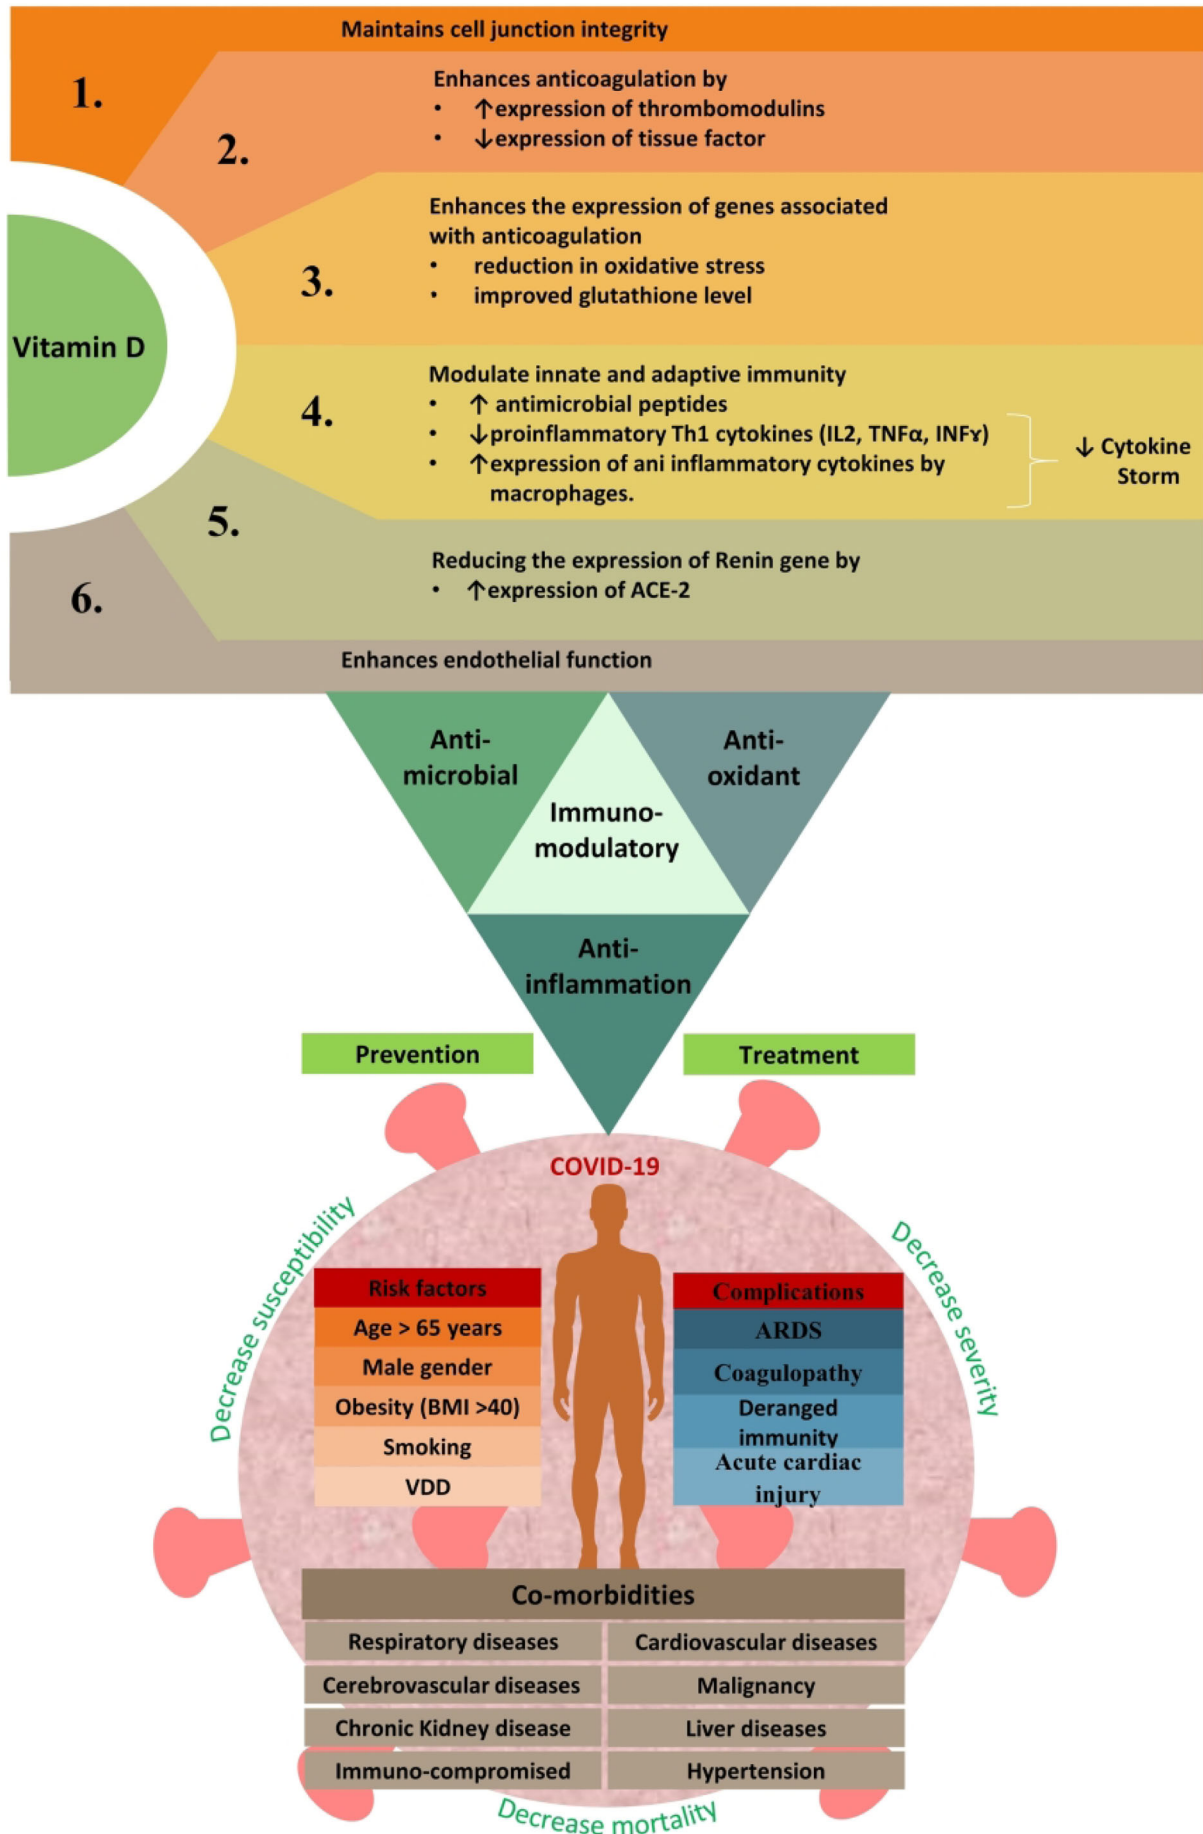 Maintains cell junction integrity
1.
Enhances anticoagulation by
• ↑expression of thrombomodulins
• ↓expression of tissue factor
2.
Enhances the expression of genes associated
with anticoagulation
• reduction in oxidative stress
• improved glutathione level
3.
Vitamin D
Modulate innate and adaptive immunity
• ↑ antimicrobial peptides
• ↓proinflammatory Th1 cytokines (IL2, TNFα, INFɤ)
• ↑expression of ani inflammatory cytokines by
macrophages.
↓ Cytokine
Storm
4.
5.
Reducing the expression of Renin gene by
• ↑expression of ACE-2
6.
Enhances endothelial function
Anti-
microbial
Anti-
oxidant
Immuno-
modulatory
Anti-
inflammation
Prevention
Treatment
COVID-19
Decrease susceptibility
Decrease severity
Risk factors
Age > 65 years
Male gender
Obesity (BMI >40)
Smoking
VDD
Complications
ARDS
Coagulopathy
Deranged
immunity
Acute cardiac
injury
Co-morbidities
Respiratory diseases
Cardiovascular diseases
Cerebrovascular diseases
Malignancy
Chronic Kidney disease
Liver diseases
Immuno-compromised
Hypertension
Decrease mortality